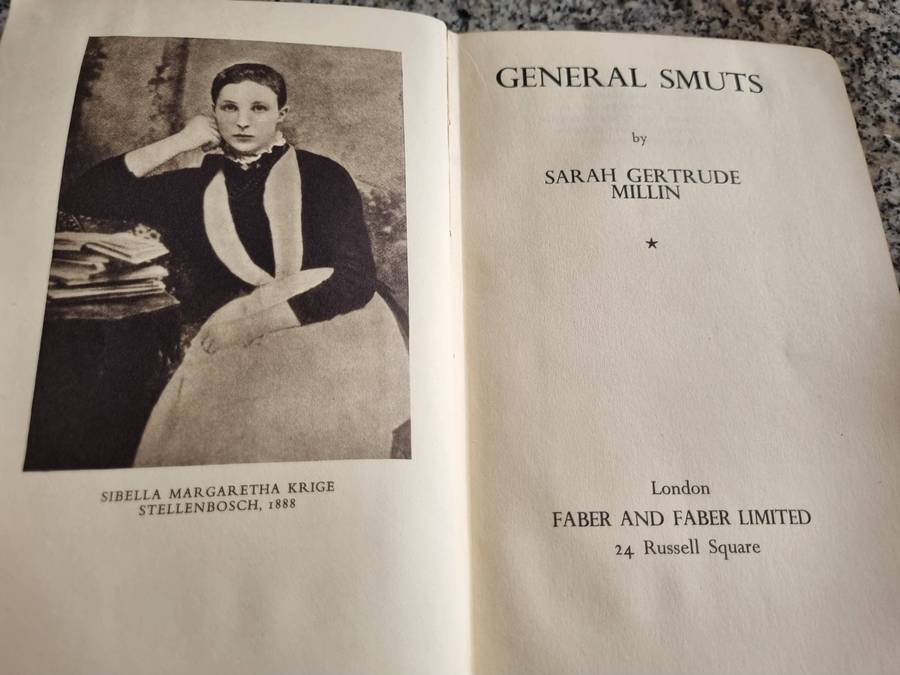 SIBELLA MARGARETHA KRIGE
STELLENBOSCH, 1888
GENERAL SMUTS
by
SARAH GERTRUDE
MILLIN
★
London
FABER AND FABER LIMITED
24 Russell Square